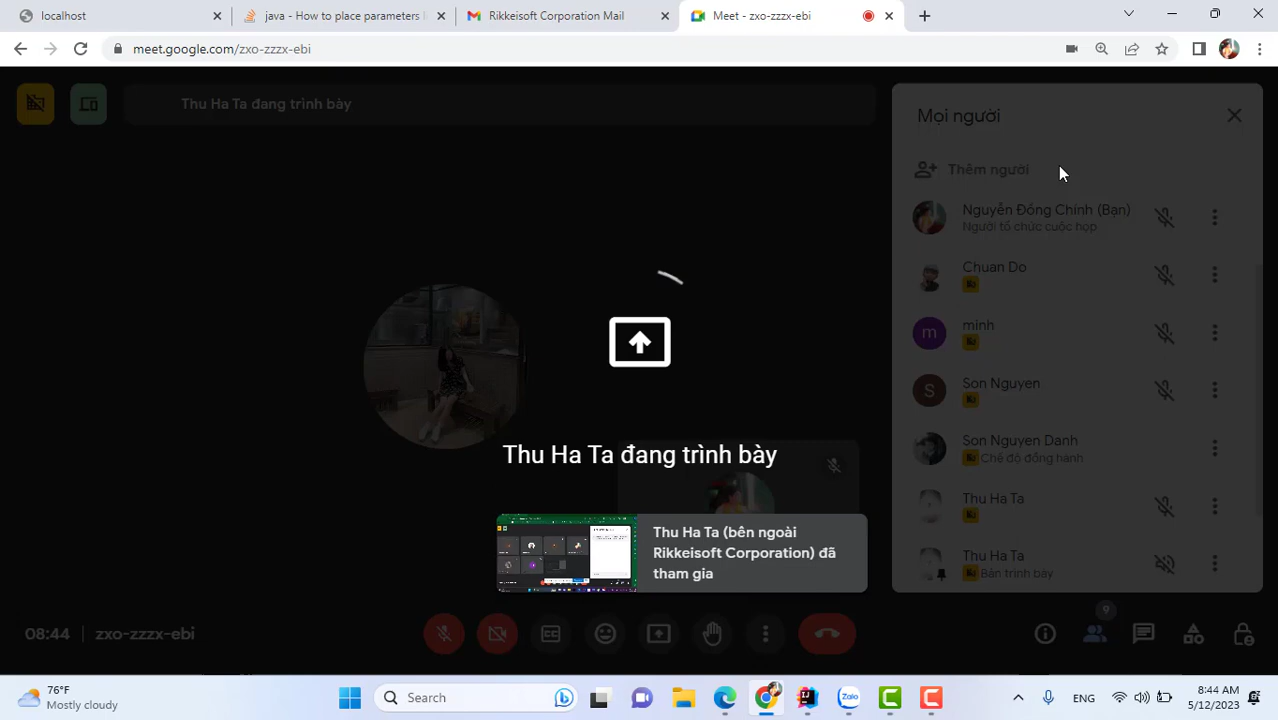 localhost
java - How to place parameters i
Rikkeisoft Corporation Mail
Meet - zxo-zzzx-ebi
meet.google.com/zxo-zzzx-ebi
Thu Ha Ta đang trình bày
Mọi người
Thêm người
Nguyễn Đồng Chính (Bạn)
Người tổ chức cuộc họp
Chuan Do
m
minh
S
Son Nguyen
Son Nguyen Danh
Chế độ đồng hành
Thu Ha Ta
Thu Ha Ta
Bản trình bày
Thu Ha Ta đang trình bày
Thu Ha Ta (bên ngoài
Rikkeisoft Corporation) đã
tham gia
08:44
zxo-zzzx-ebi
9
76°F
Mostly cloudy
Search
Zalo
ENG
8:44 AM
5/12/2023